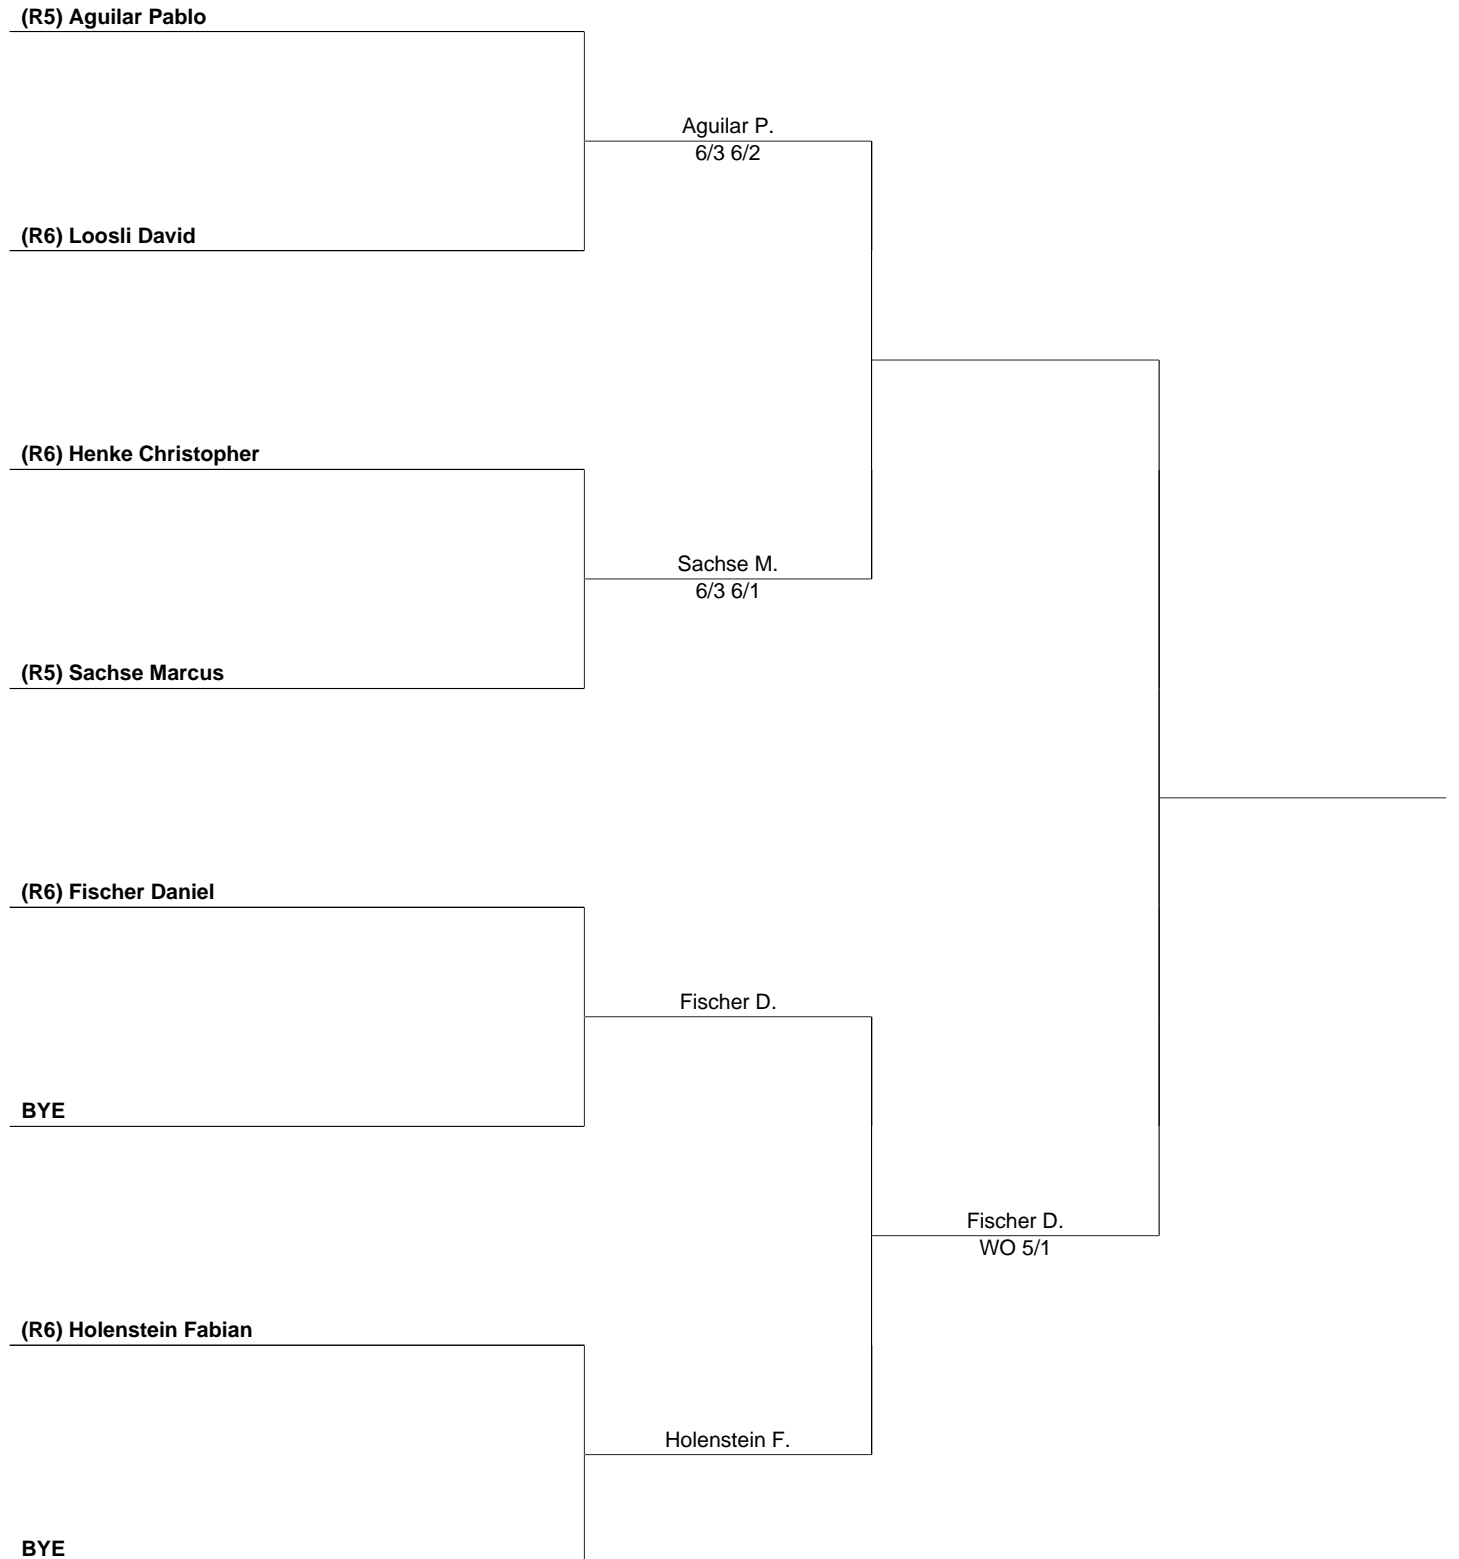 (R5) Aguilar Pablo
Aguilar P.
6/3 6/2
(R6) Loosli David
(R6) Henke Christopher
Sachse M.
6/3 6/1
(R5) Sachse Marcus
(R6) Fischer Daniel
Fischer D.
BYE
Fischer D.
WO 5/1
(R6) Holenstein Fabian
Holenstein F.
BYE